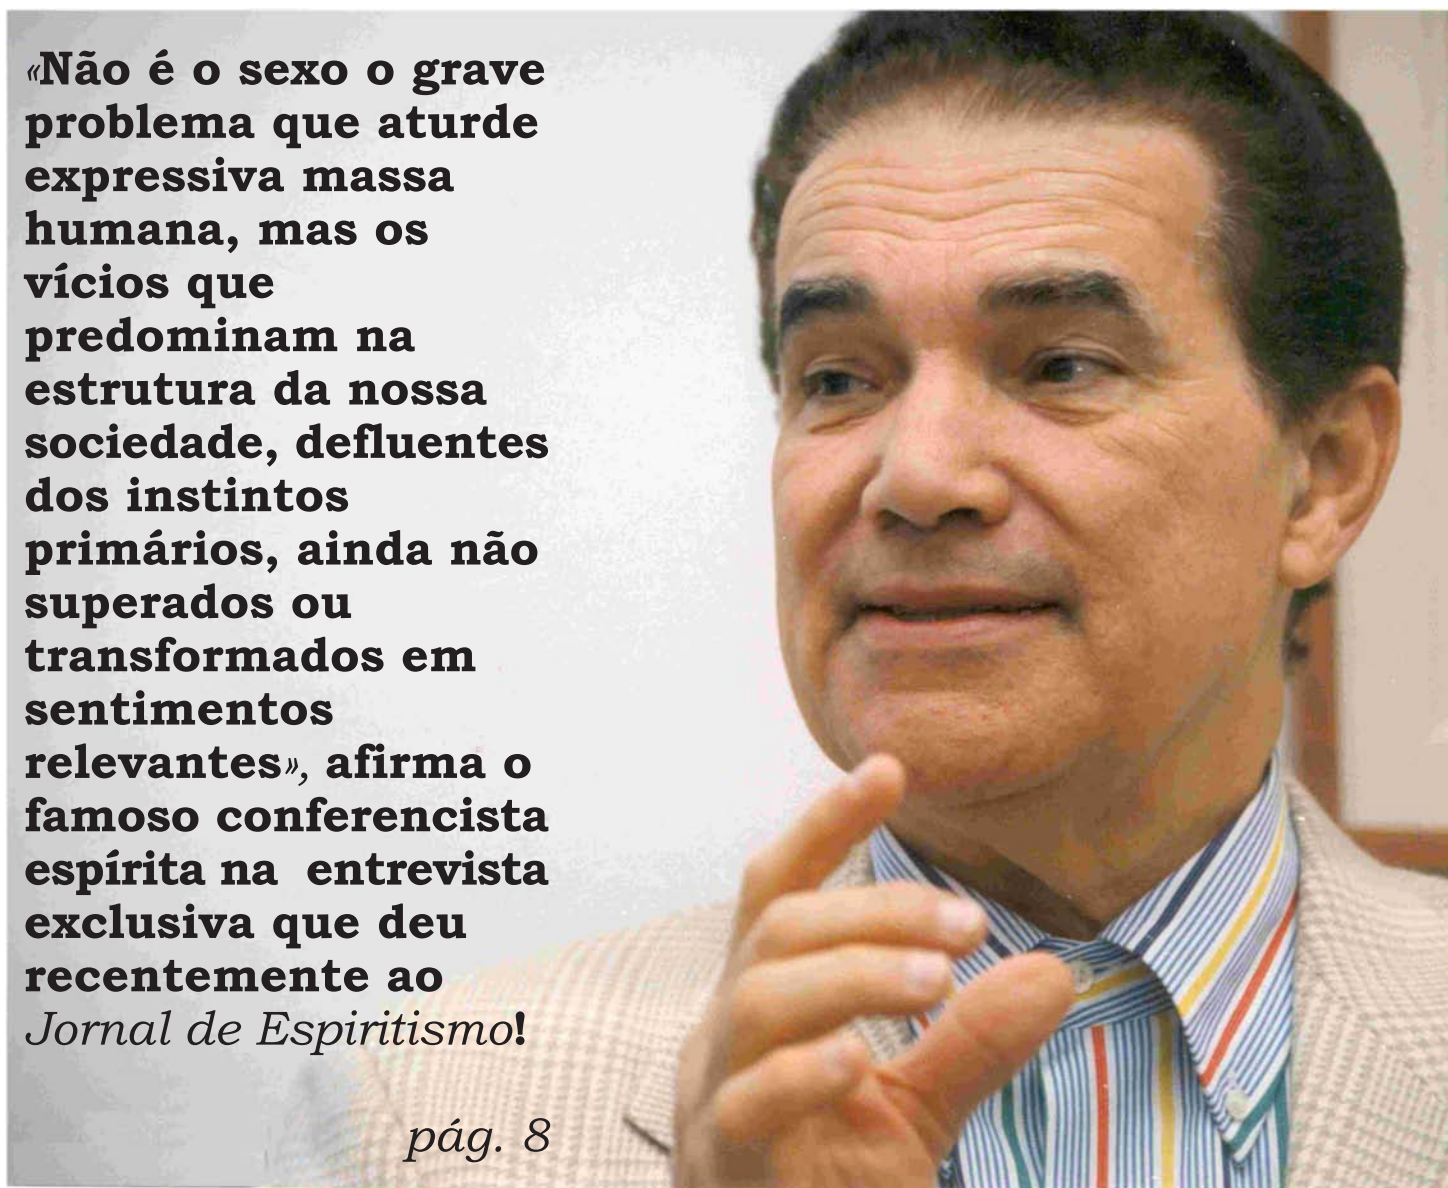 «Não é o sexo o grave
problema que aturde
expressiva massa
humana, mas os
vícios que
predominam na
estrutura da nossa
sociedade, defluentes
dos instintos
primários, ainda não
superados ou
transformados em
sentimentos
relevantes», afirma o
famoso conferencista
espírita na  entrevista
exclusiva que deu
recentemente ao
Jornal de Espiritismo!
pág. 8